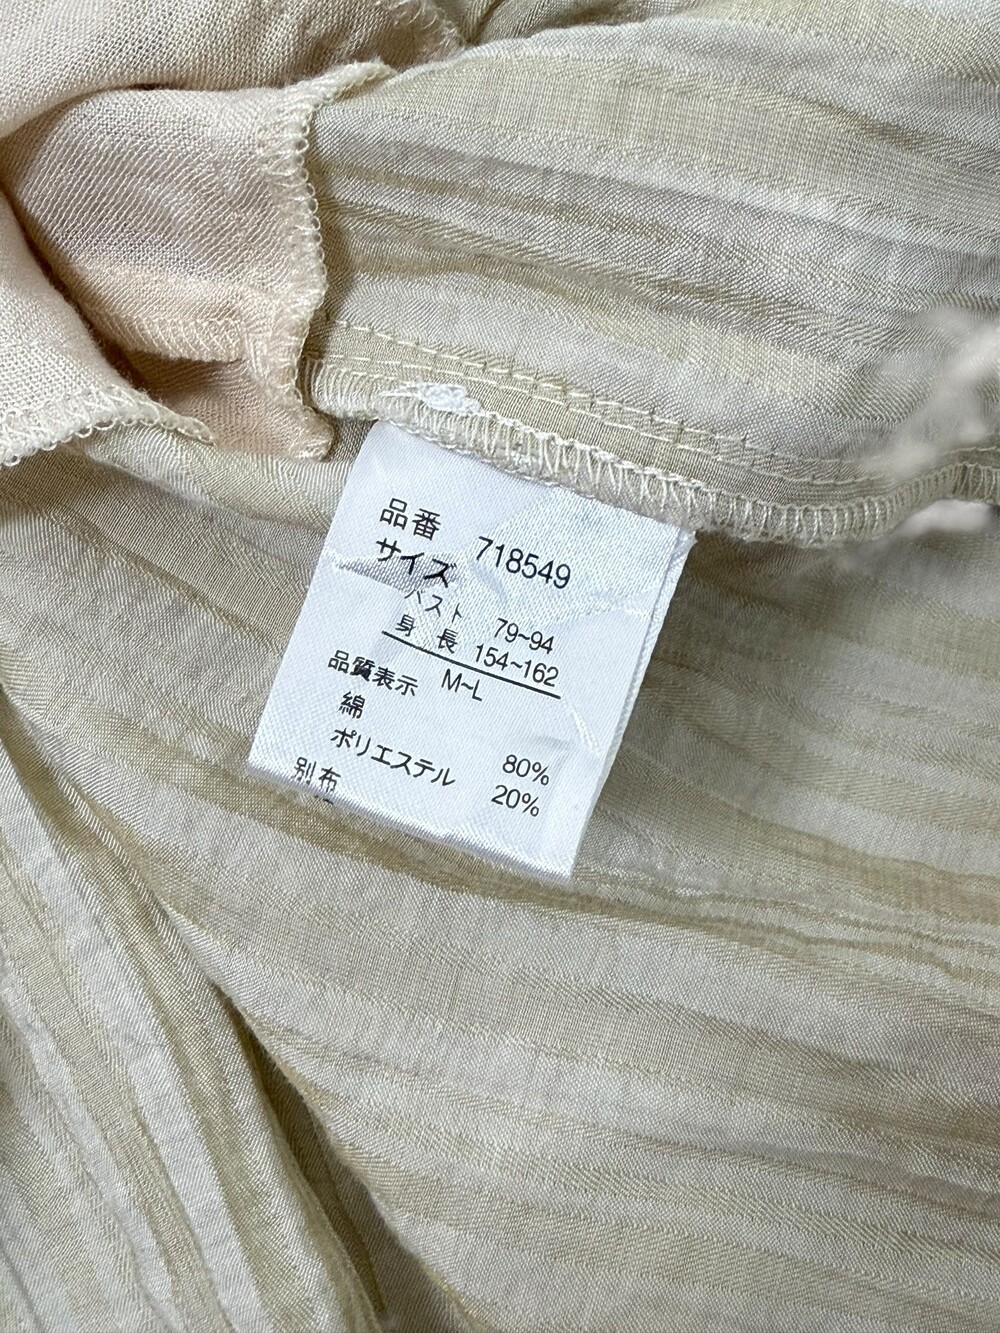 品番 718549
サイズ
バスト 79~94
身長 154~162
M~L
品質表示
綿 80%
ポリエステル 20%
別布